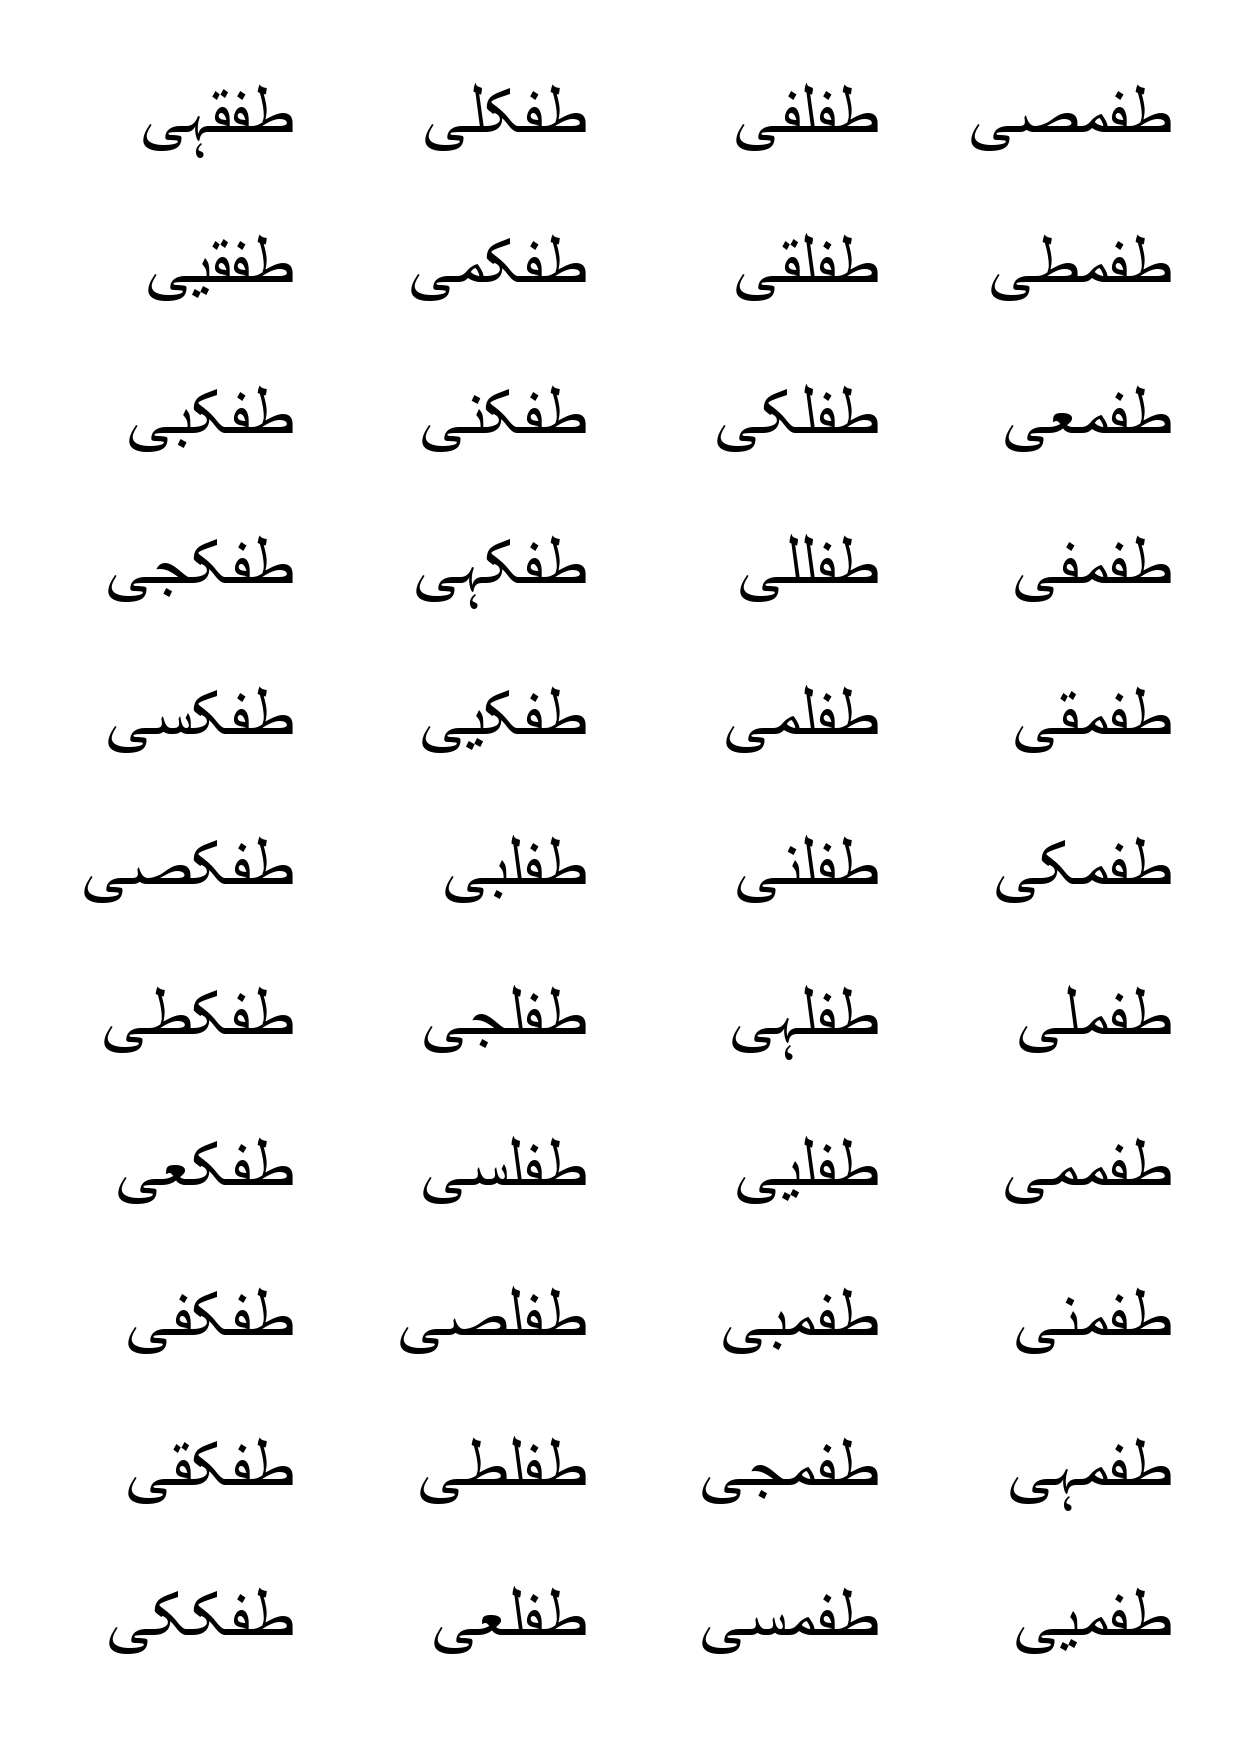 طفمصی طفلفی طفکلی طفقہی
طفمطی طفلقی طفکمی طفقیی
طفمعی طفلکی طفکنی طفکبی
طفمفی طفللی طفکہی طفکجی
طفمقی طفلمی طفکیی طفکسی
طفمکی طفلنی طفلبی طفکصی
طفملی طفلہی طفلجی طفکطی
طفممی طفلیی طفلسی طفکعی
طفمنی طفمبی طفلصی طفکفی
طفمہی طفمجی طفلطی طفکقی
طفمیی طفمسی طفلعی طفککی